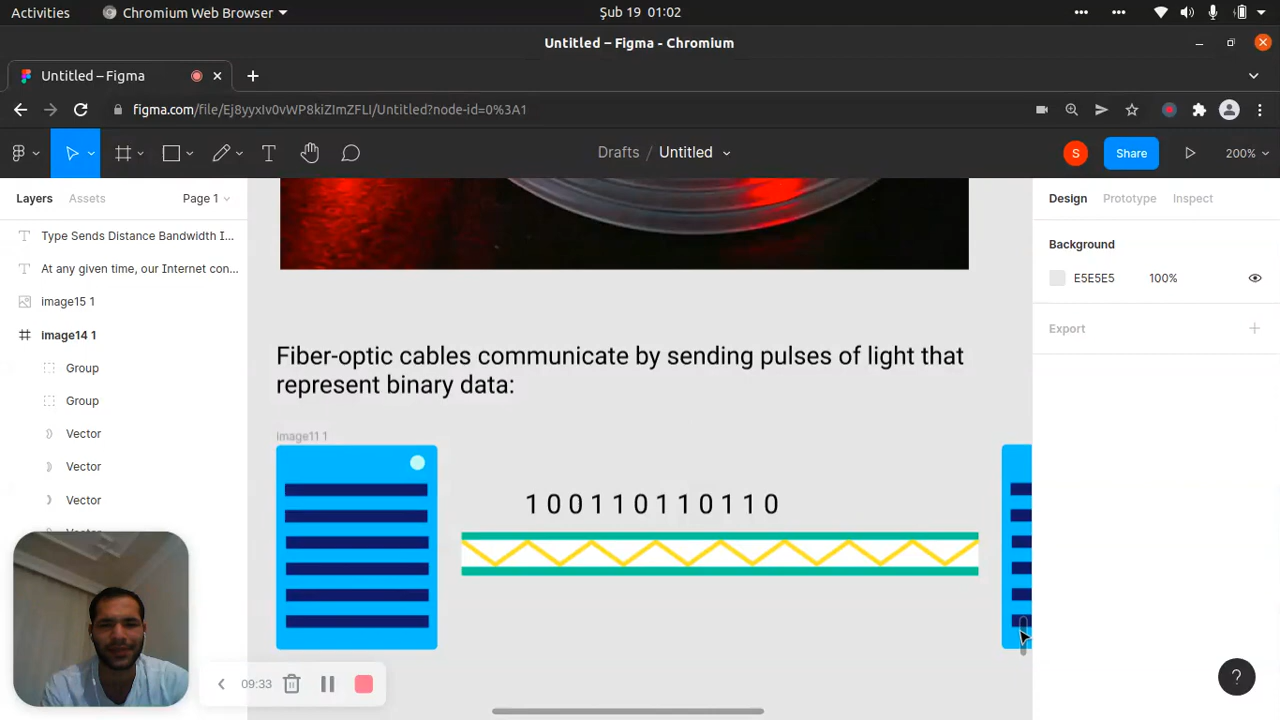 Activities
Chromium Web Browser
Şub 19 01:02
Untitled – Figma - Chromium
Untitled – Figma
figma.com/file/Ej8yyxIv0vWP8kiZImZFLI/Untitled?node-id=0%3A1
Drafts / Untitled
S
Share
200%
Layers
Assets
Page 1
Design
Prototype
Inspect
Type Sends Distance Bandwidth I...
At any given time, our Internet con...
image15 1
image14 1
Group
Group
Vector
Vector
Vector
Background
E5E5E5
100%
Export
Fiber-optic cables communicate by sending pulses of light that
represent binary data:
image11 1
1 0 0 1 1 0 1 1 0 1 1 0
09:33
?